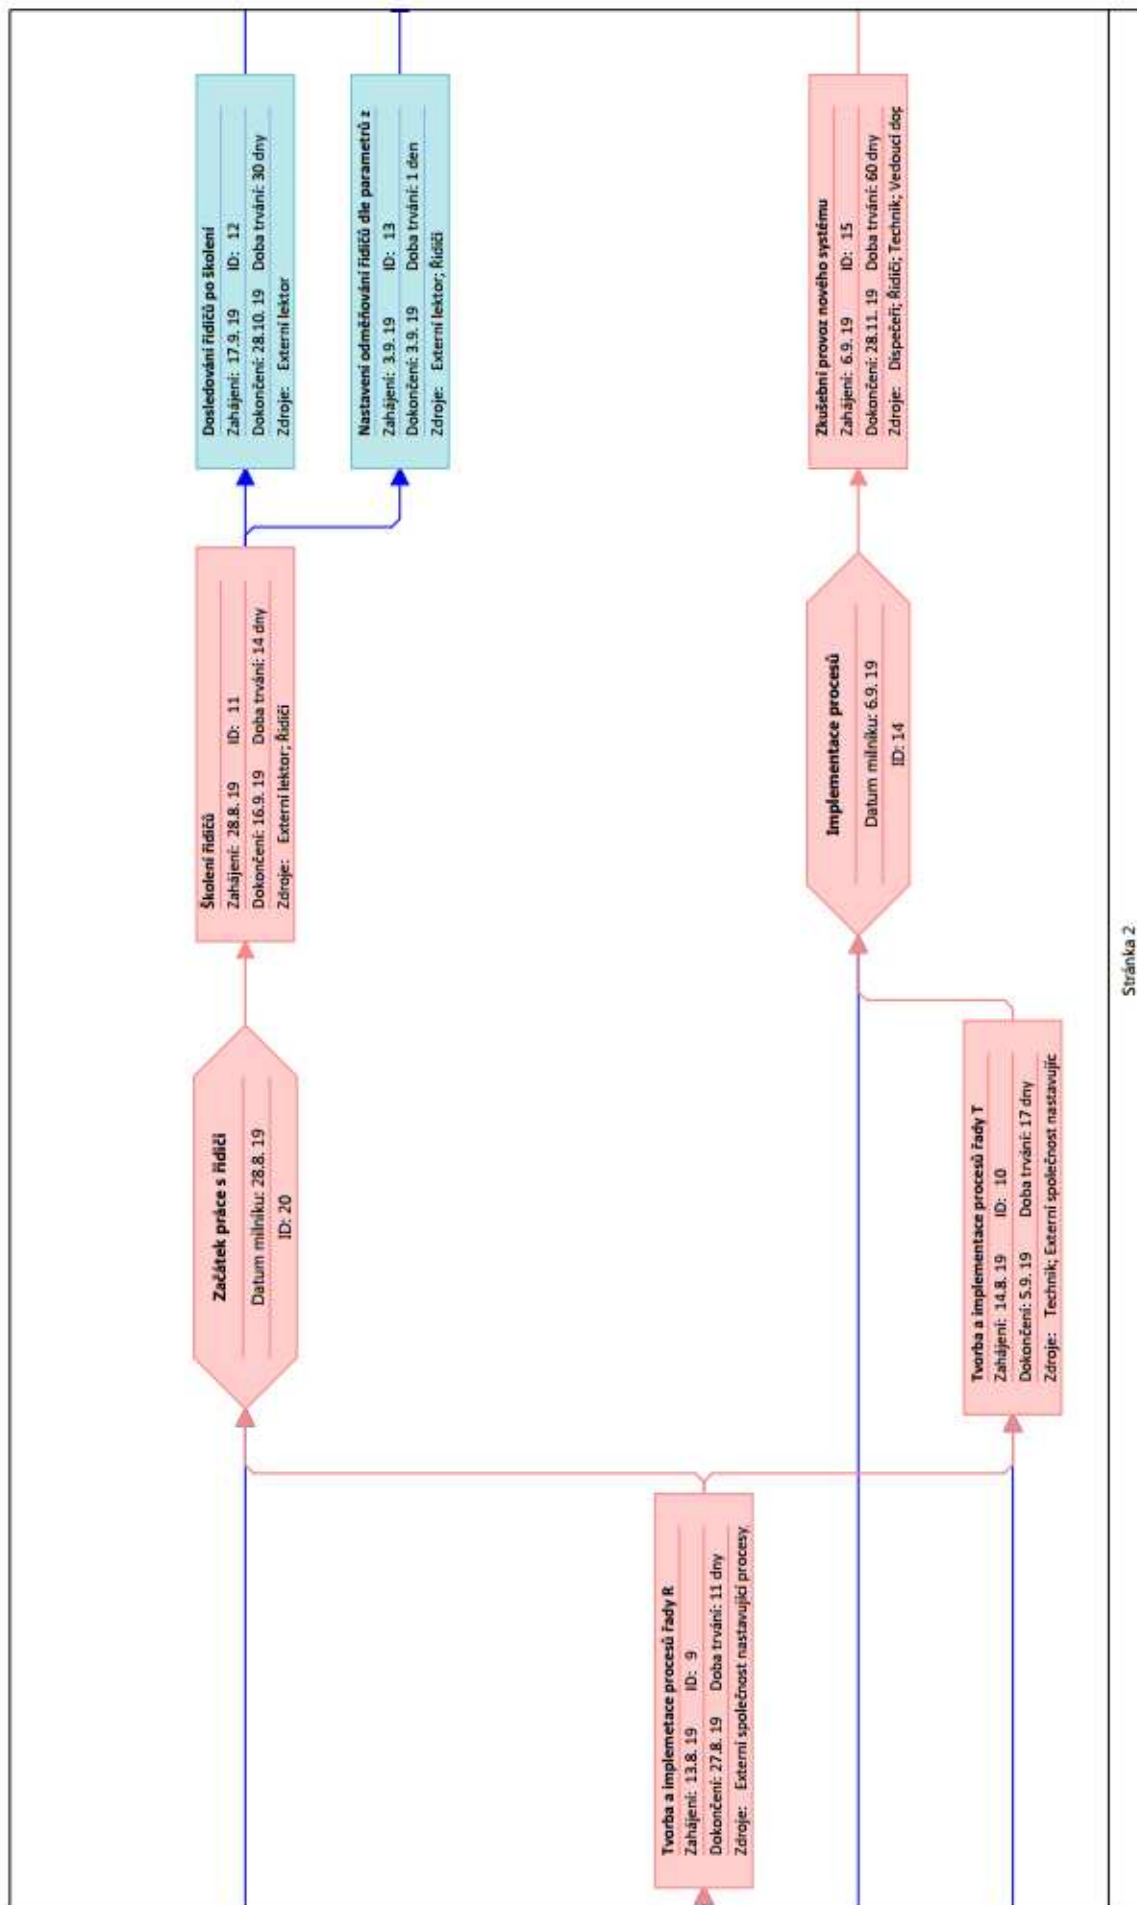 Tvorba a implemetace procesů řady R
Zahájení: 13.8. 19 ID: 9
Dokončení: 27.8. 19 Doba trvání: 11 dny
Zdroje: Externí společnost nastavující procesy
Začátek práce s řidiči
Datum milníku: 28.8. 19
ID: 20
Tvorba a implementace procesů řady T
Zahájení: 14.8. 19 ID: 10
Dokončení: 5.9. 19 Doba trvání: 17 dny
Zdroje: Technik; Externí společnost nastavujíc
Školení řidičů
Zahájení: 28.8. 19 ID: 11
Dokončení: 16.9. 19 Doba trvání: 14 dny
Zdroje: Externí lektor; Řidiči
Implementace procesů
Datum milníku: 6.9. 19
ID: 14
Dosledování řidičů po školení
Zahájení: 17.9. 19 ID: 12
Dokončení: 28.10. 19 Doba trvání: 30 dny
Zdroje: Externí lektor
Nastavení odměňování řidičů dle parametrů z
Zahájení: 3.9. 19 ID: 13
Dokončení: 3.9. 19 Doba trvání: 1 den
Zdroje: Externí lektor; Řidiči
Zkušební provoz nového systému
Zahájení: 6.9. 19 ID: 15
Dokončení: 28.11. 19 Doba trvání: 60 dny
Zdroje: Dispečeři; Řidiči; Technik; Vedoucí dop
Stránka 2